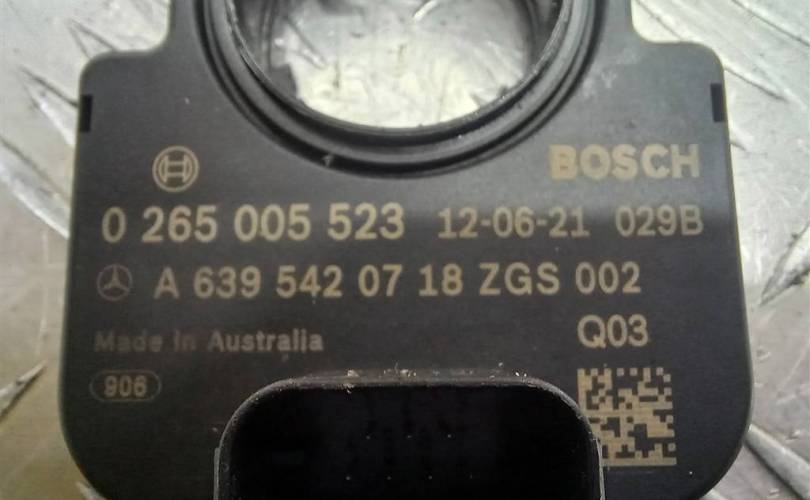 BOSCH
0 265 005 523 12-06-21 029B
A 639 542 07 18 ZGS 002
Made in Australia Q03
906